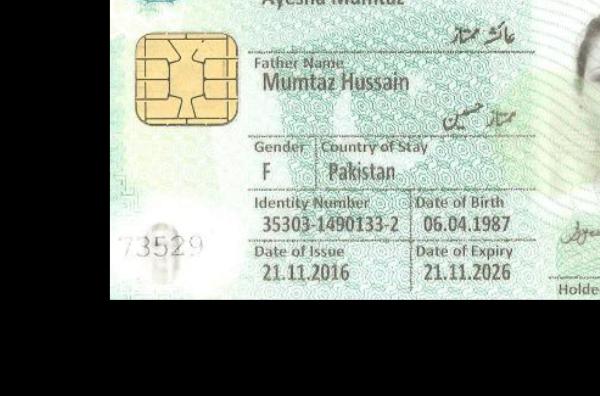 Ayesha Mumtaz
عائشہ ممتاز
Father Name
Mumtaz Hussain
ممتاز حسین
Gender Country of Stay
F Pakistan
Identity Number Date of Birth
35303-1490133-2 06.04.1987
73529
Date of Issue Date of Expiry
21.11.2016 21.11.2026
Holde